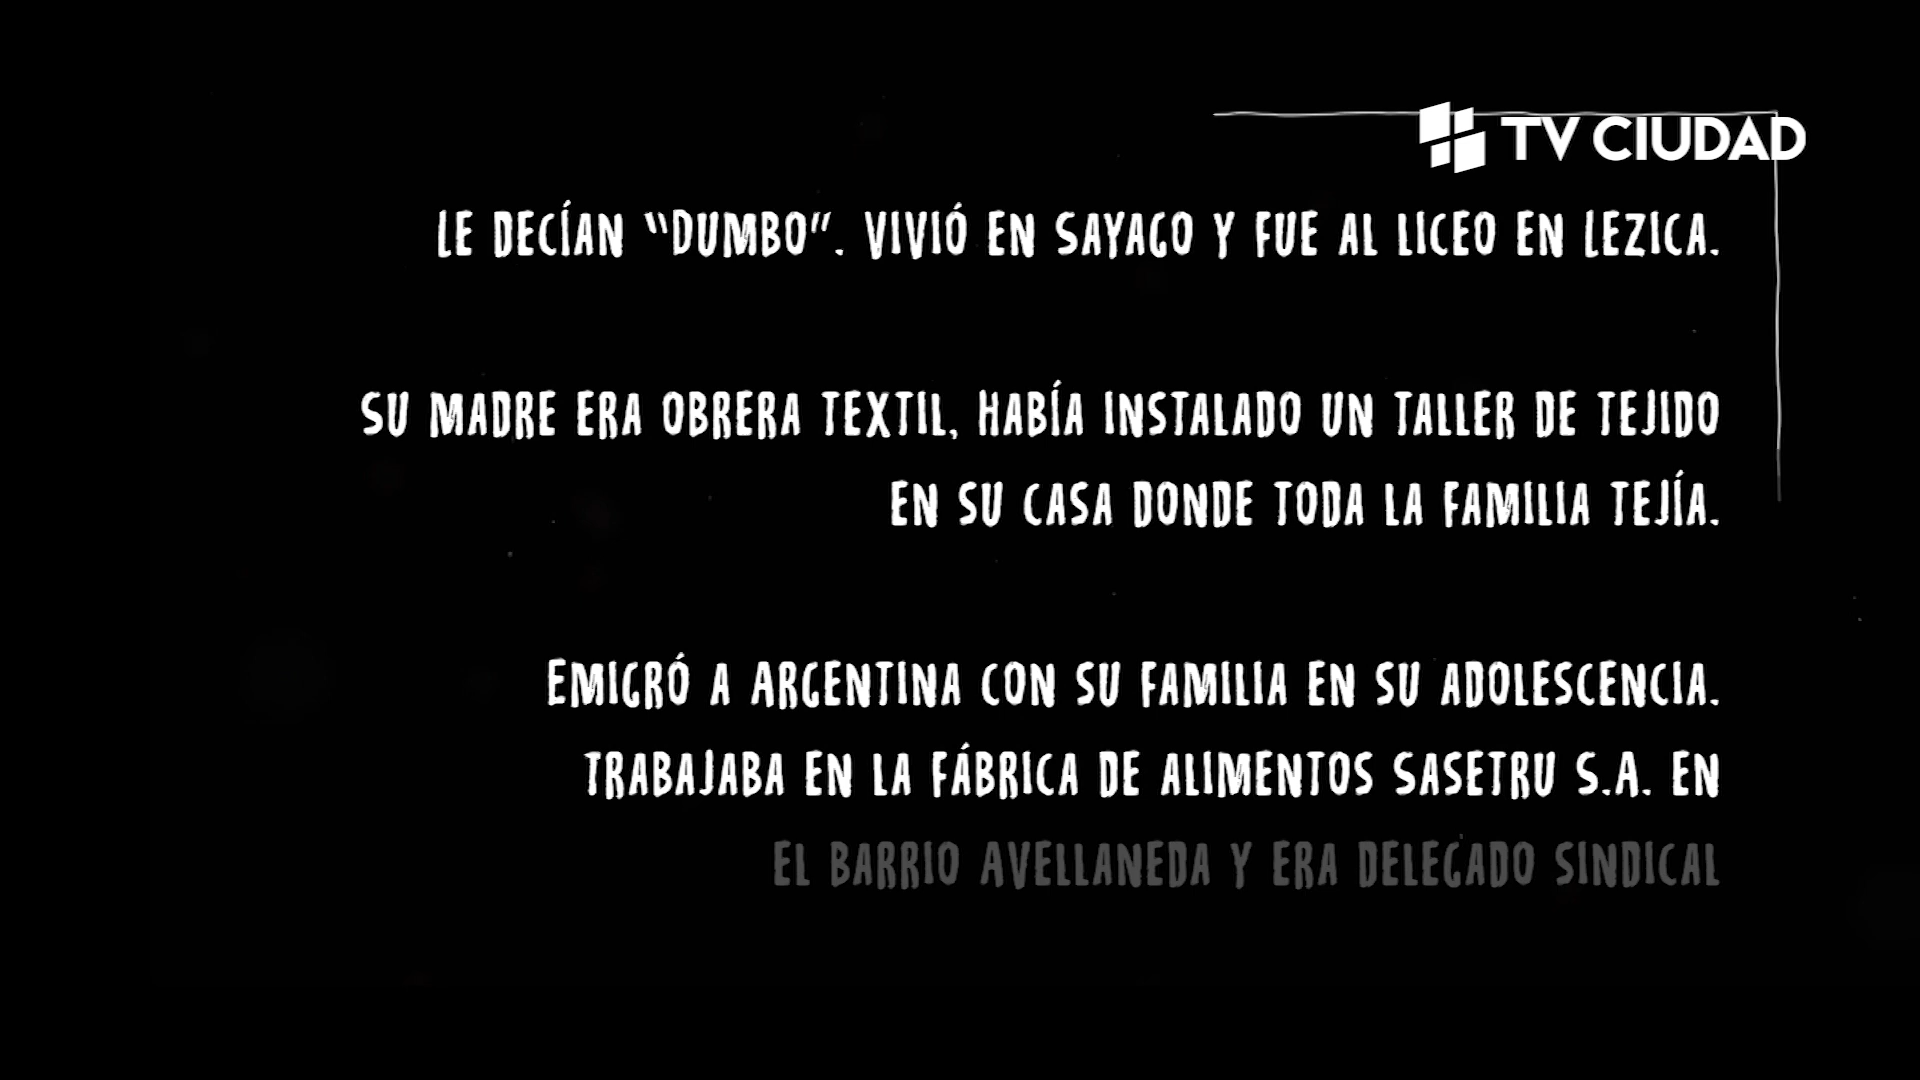 TV CIUDAD
LE DECÍAN "DUMBO". VIVIÓ EN SAYAGO Y FUE AL LICEO EN LEZICA.
SU MADRE ERA OBRERA TEXTIL, HABÍA INSTALADO UN TALLER DE TEJIDO
EN SU CASA DONDE TODA LA FAMILIA TEJÍA.
EMIGRÓ A ARGENTINA CON SU FAMILIA EN SU ADOLESCENCIA.
TRABAJABA EN LA FÁBRICA DE ALIMENTOS SASETRU S.A. EN
EL BARRIO AVELLANEDA Y ERA DELEGADO SINDICAL